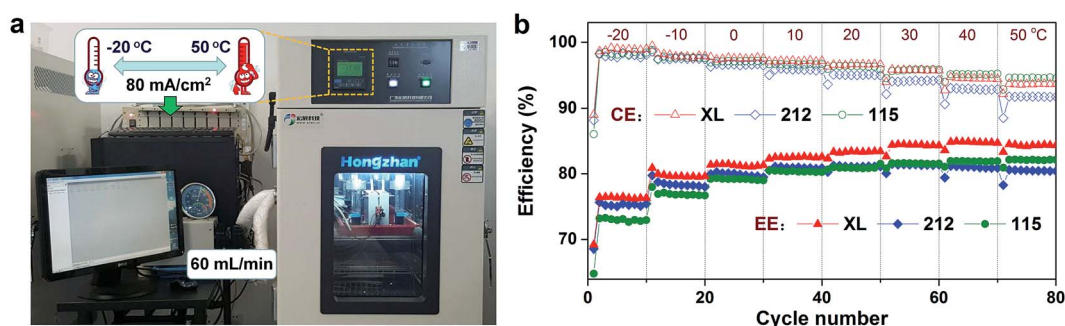 a
-20 °C 50 °C
80 mA/cm²
Hongzhan
60 mL/min
b
Efficiency (%)
100
90
80
70
-20 -10 0 10 20 30 40 50 °C
CE: XL 212 115
EE: XL 212 115
0 20 40 60 80
Cycle number